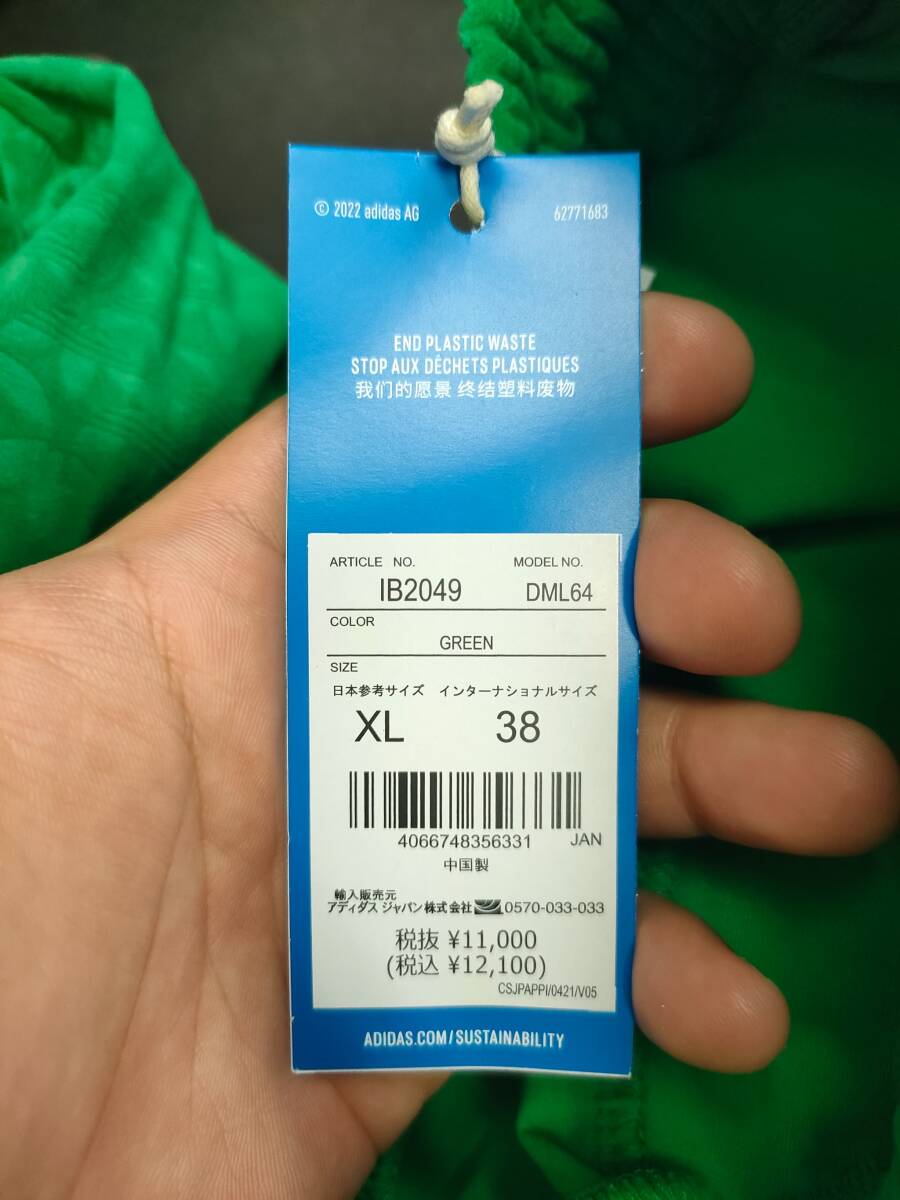 © 2022 adidas AG
62771683
END PLASTIC WASTE
STOP AUX DÉCHETS PLASTIQUES
我们的愿景 终结塑料废物
ARTICLE NO. MODEL NO.
IB2049 DML64
COLOR
GREEN
SIZE
日本参考サイズ インターナショナルサイズ
XL 38
4066748356331 JAN
中国製
輸入販売元
アディダス ジャパン株式会社 0570-033-033
税抜 ¥11,000
(税込 ¥12,100)
CSJPAPPI/0421/V05
ADIDAS.COM/SUSTAINABILITY